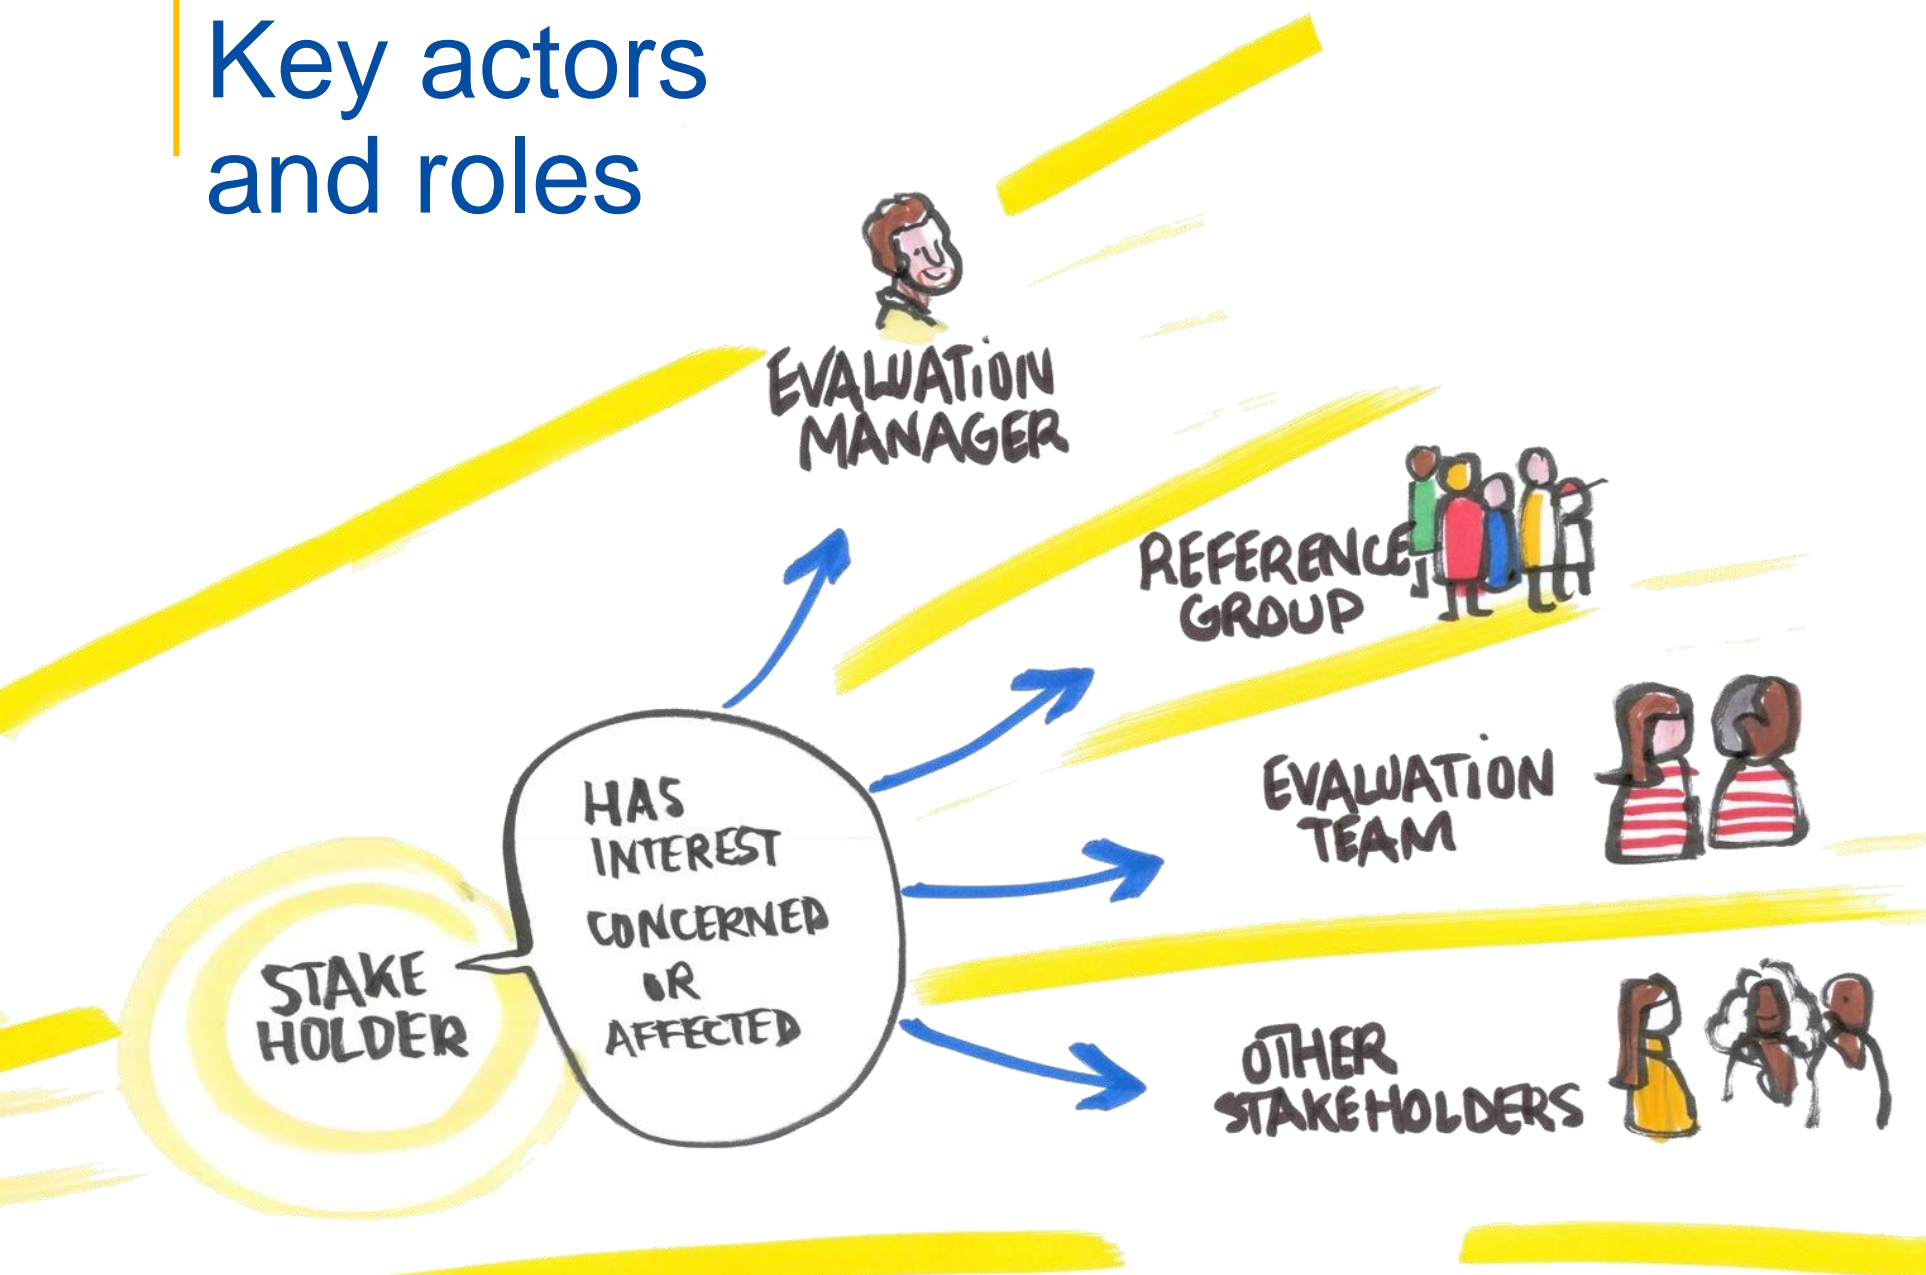 Key actors
and roles
EVALUATION
MANAGER
REFERENCE
GROUP
EVALUATION
TEAM
OTHER
STAKEHOLDERS
STAKE
HOLDER
HAS
INTEREST
CONCERNED
OR
AFFECTED